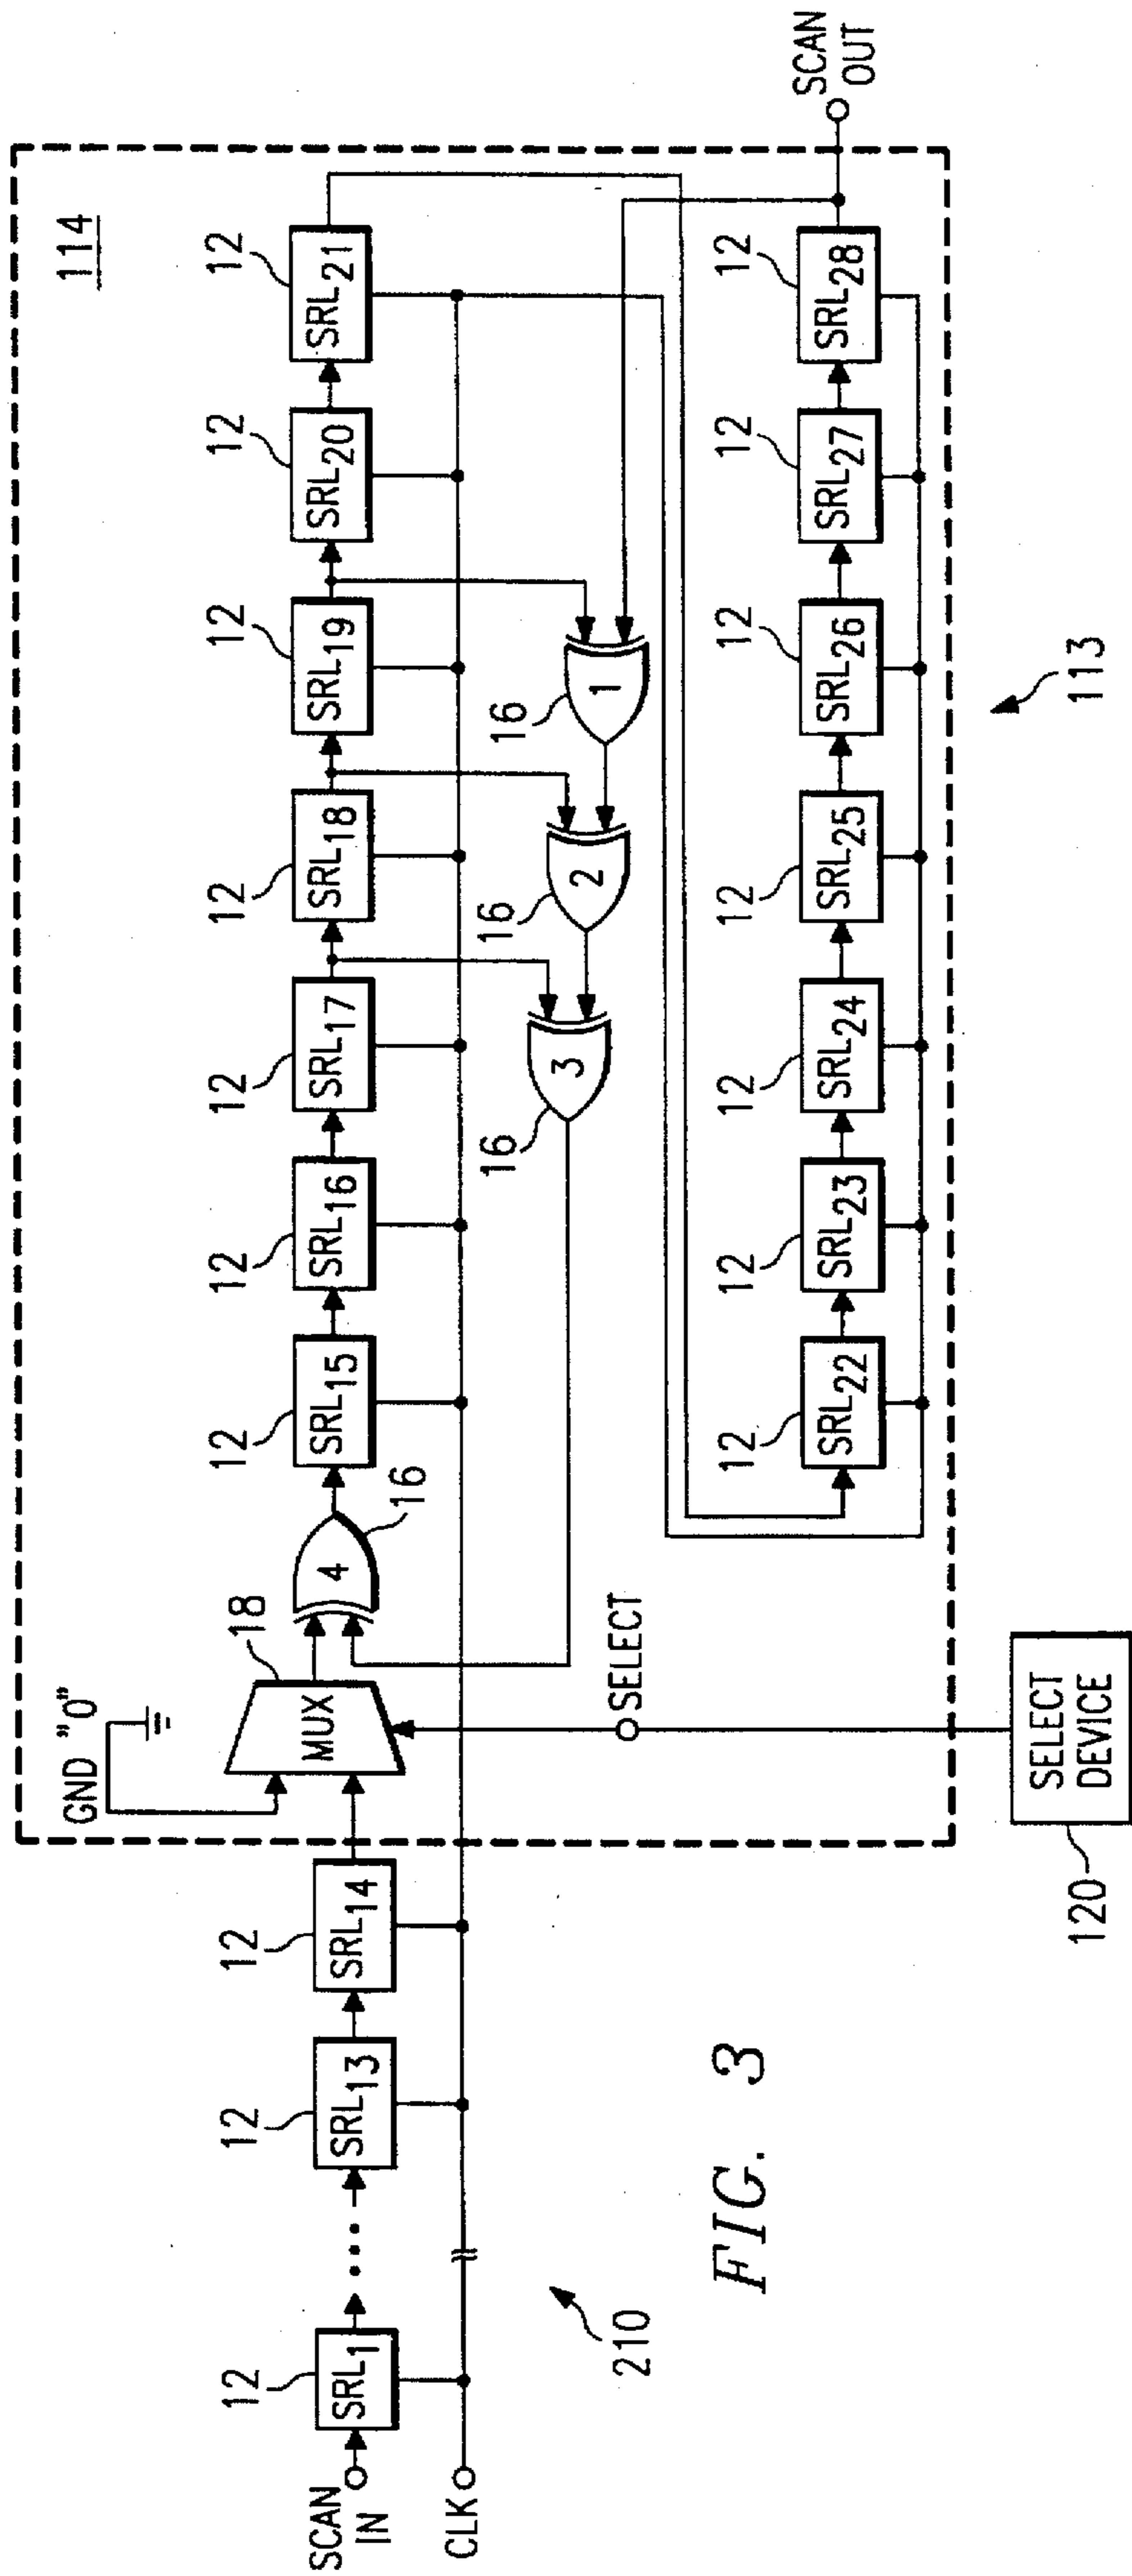 114
GND "0"
18
12
12
12
12
12
12
12
12
12
12
SCAN
IN
SRL1
SRL13
SRL14
MUX
4
SRL15
SRL16
SRL17
SRL18
SRL19
SRL20
SRL21
16
CLK
3
2
1
16
16
16
SELECT
12
12
12
12
12
12
12
SCAN
OUT
SRL22
SRL23
SRL24
SRL25
SRL26
SRL27
SRL28
210
FIG. 3
SELECT
DEVICE
120
113